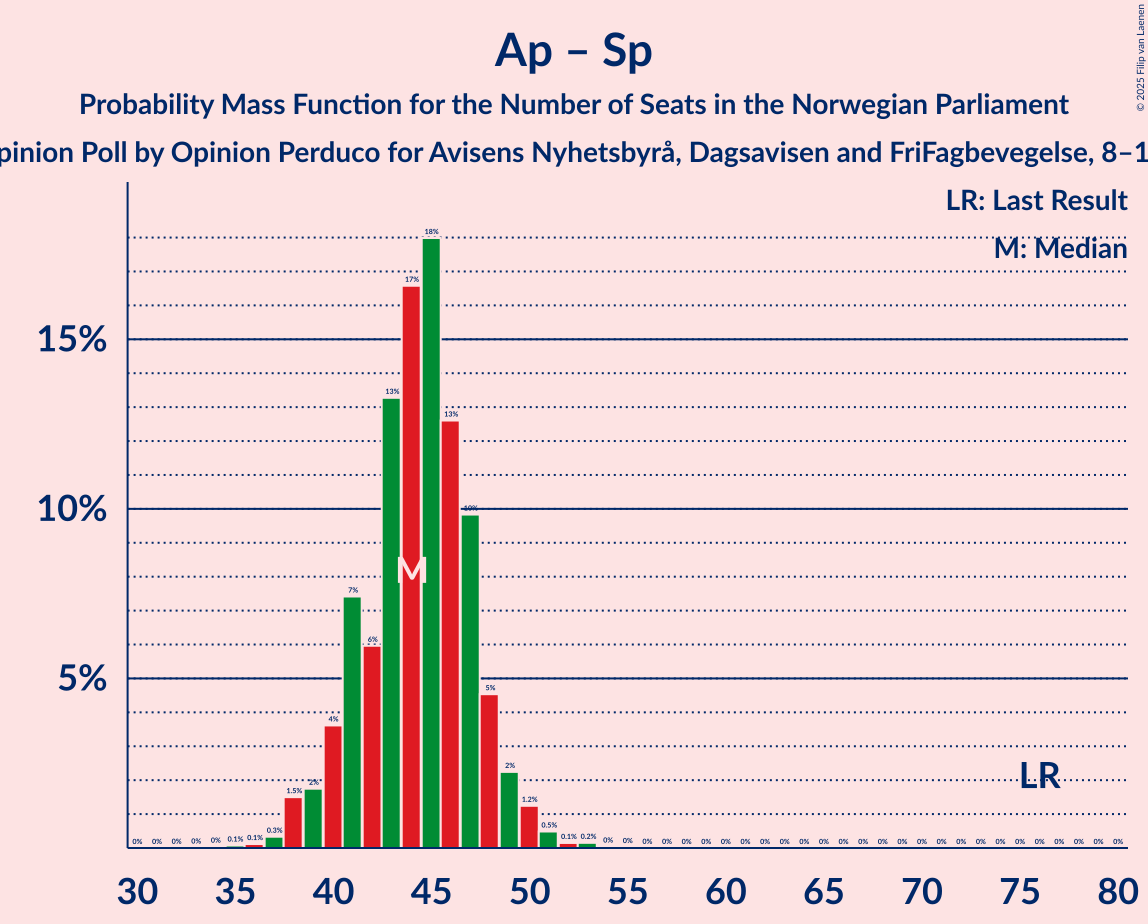 Ap – Sp
Probability Mass Function for the Number of Seats in the Norwegian Parliament
pinion Poll by Opinion Perduco for Avisens Nyhetsbyrå, Dagsavisen and FriFagbevegelse, 8–1
© 2025 Filip van Laenen
LR: Last Result
M: Median
15%
10%
5%
0% 0% 0% 0% 0% 0.1% 0.1% 0.3% 1.5% 2% 4% 7% 6% 13% 17% 18% 13% 10% 5% 2% 1.2% 0.5% 0.1% 0.2% 0% 0% 0% 0% 0% 0% 0% 0% 0% 0% 0% 0% 0% 0% 0% 0% 0% 0% 0% 0% 0% 0% 0% 0% 0% 0% 0%
M
LR
30 35 40 45 50 55 60 65 70 75 80